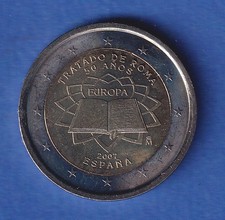 TRATADO DE ROMA
50 AÑOS
EUROPA
2007
M
ESPAÑA